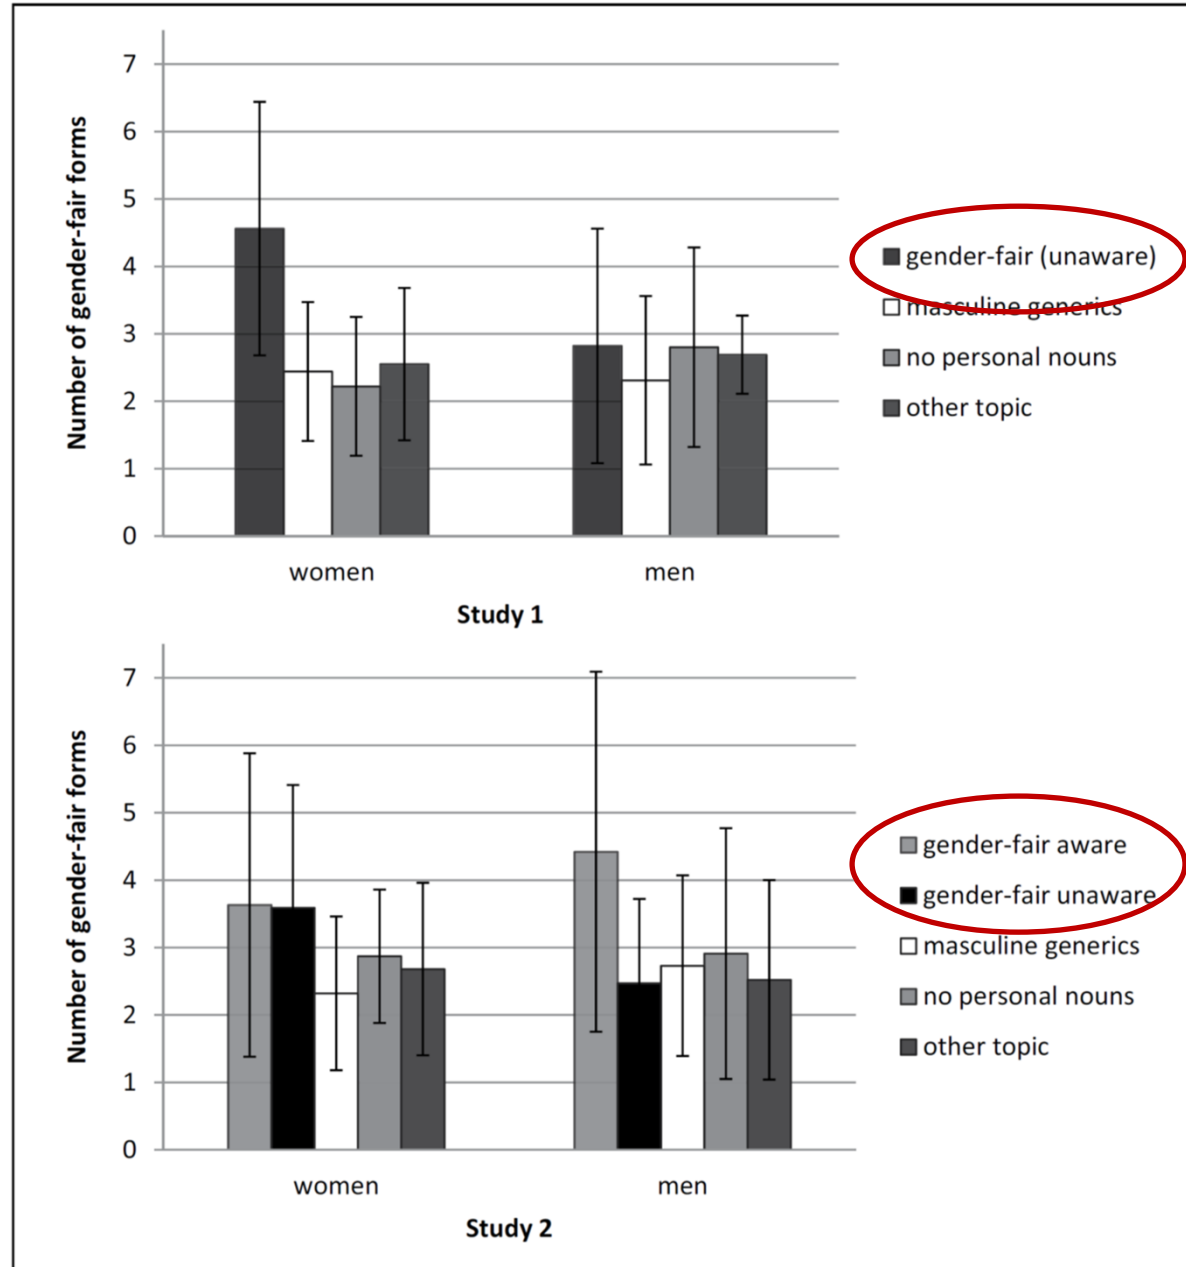 Number of gender-fair forms
7
6
5
4
3
2
1
0
women
men
Study 1
gender-fair (unaware)
masculine generics
no personal nouns
other topic
Number of gender-fair forms
7
6
5
4
3
2
1
0
women
men
Study 2
gender-fair aware
gender-fair unaware
masculine generics
no personal nouns
other topic